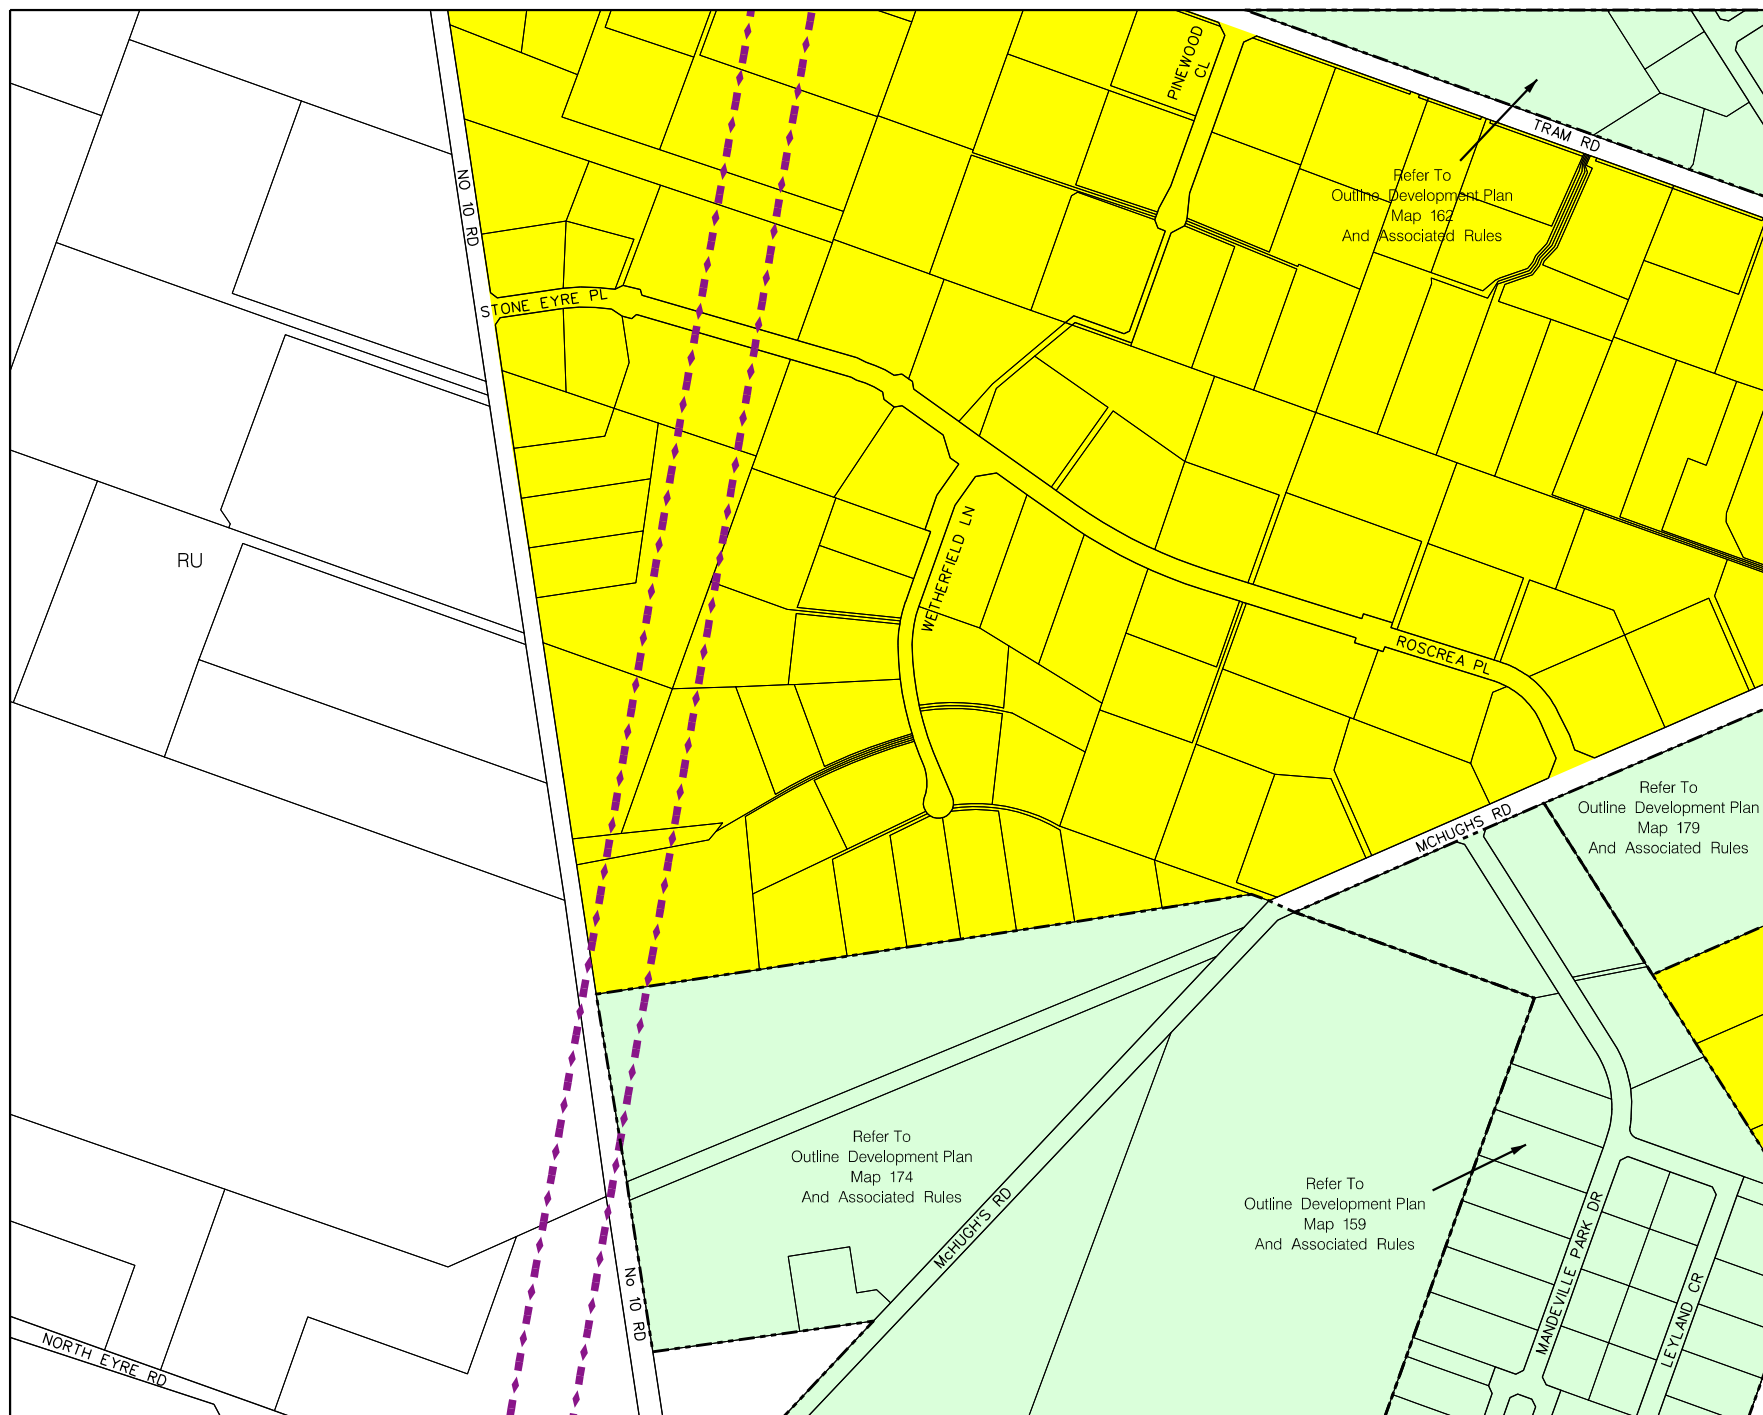 PINEWOOD
CL
TRAM RD
Refer To
Outline Development Plan
Map 162
And Associated Rules
NO 10 RD
STONE EYRE PL
WETHERFIELD LN
RU
ROSCREA PL
MCHUGHS RD
Refer To
Outline Development Plan
Map 179
And Associated Rules
Refer To
Outline Development Plan
Map 174
And Associated Rules
Refer To
Outline Development Plan
Map 159
And Associated Rules
McHUGH'S RD
MANDEVILLE PARK DR
LEYLAND CR
No 10 RD
NORTH EYRE RD